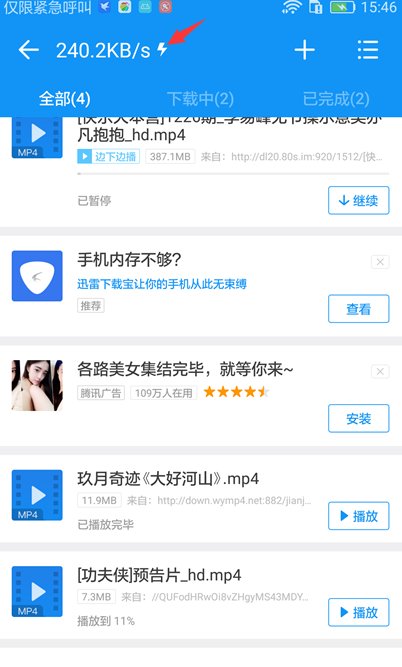 仅限紧急呼叫
15:46
240.2KB/s
全部(4) 下载中(2) 已完成(2)
凡抱抱_hd.mp4
MP4
边下边播 387.1MB 来自: http://dl20.80s.im:920/1512/[快...
已暂停
继续
手机内存不够?
迅雷下载宝让你的手机从此无束缚
推荐
查看
各路美女集结完毕，就等你来~
腾讯广告 109万人在用
安装
玖月奇迹《大好河山》.mp4
MP4
11.9MB 来自: http://down.wymp4.net:882/jianj...
已播放完毕
播放
[功夫侠]预告片_hd.mp4
MP4
7.3MB 来自: //QUFodHRwOi8vZHgyMS43MDY...
播放到 11%
播放